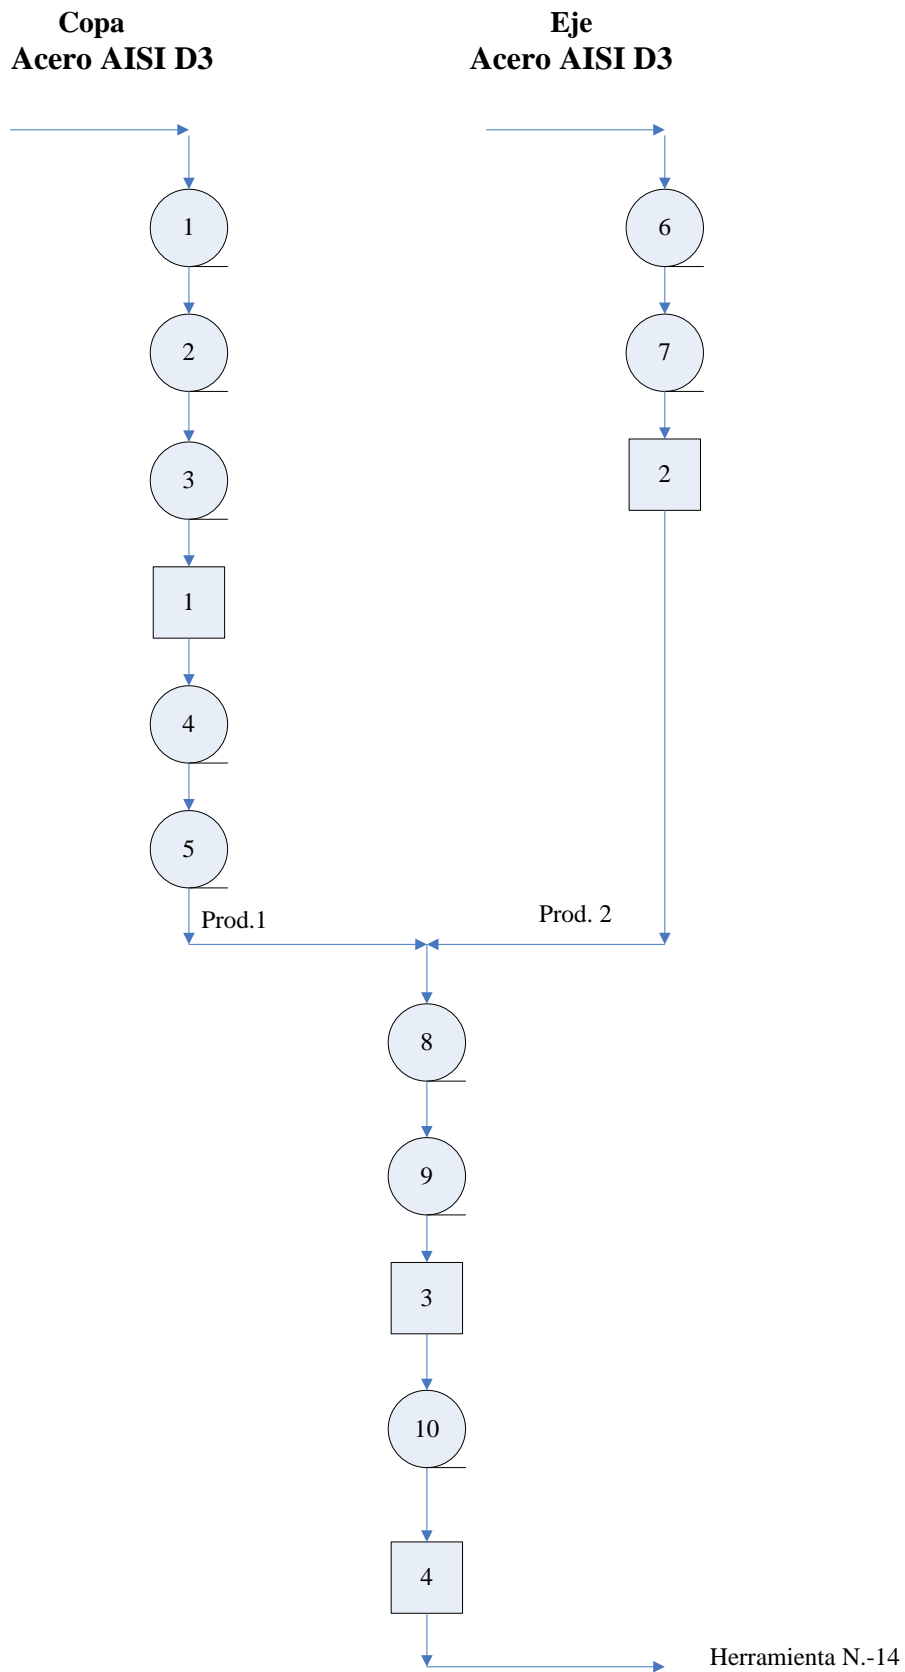 Copa
Acero AISI D3
Eje
Acero AISI D3
1
2
3
1
4
5
6
7
2
Prod.1
Prod. 2
8
9
3
10
4
Herramienta N.-14